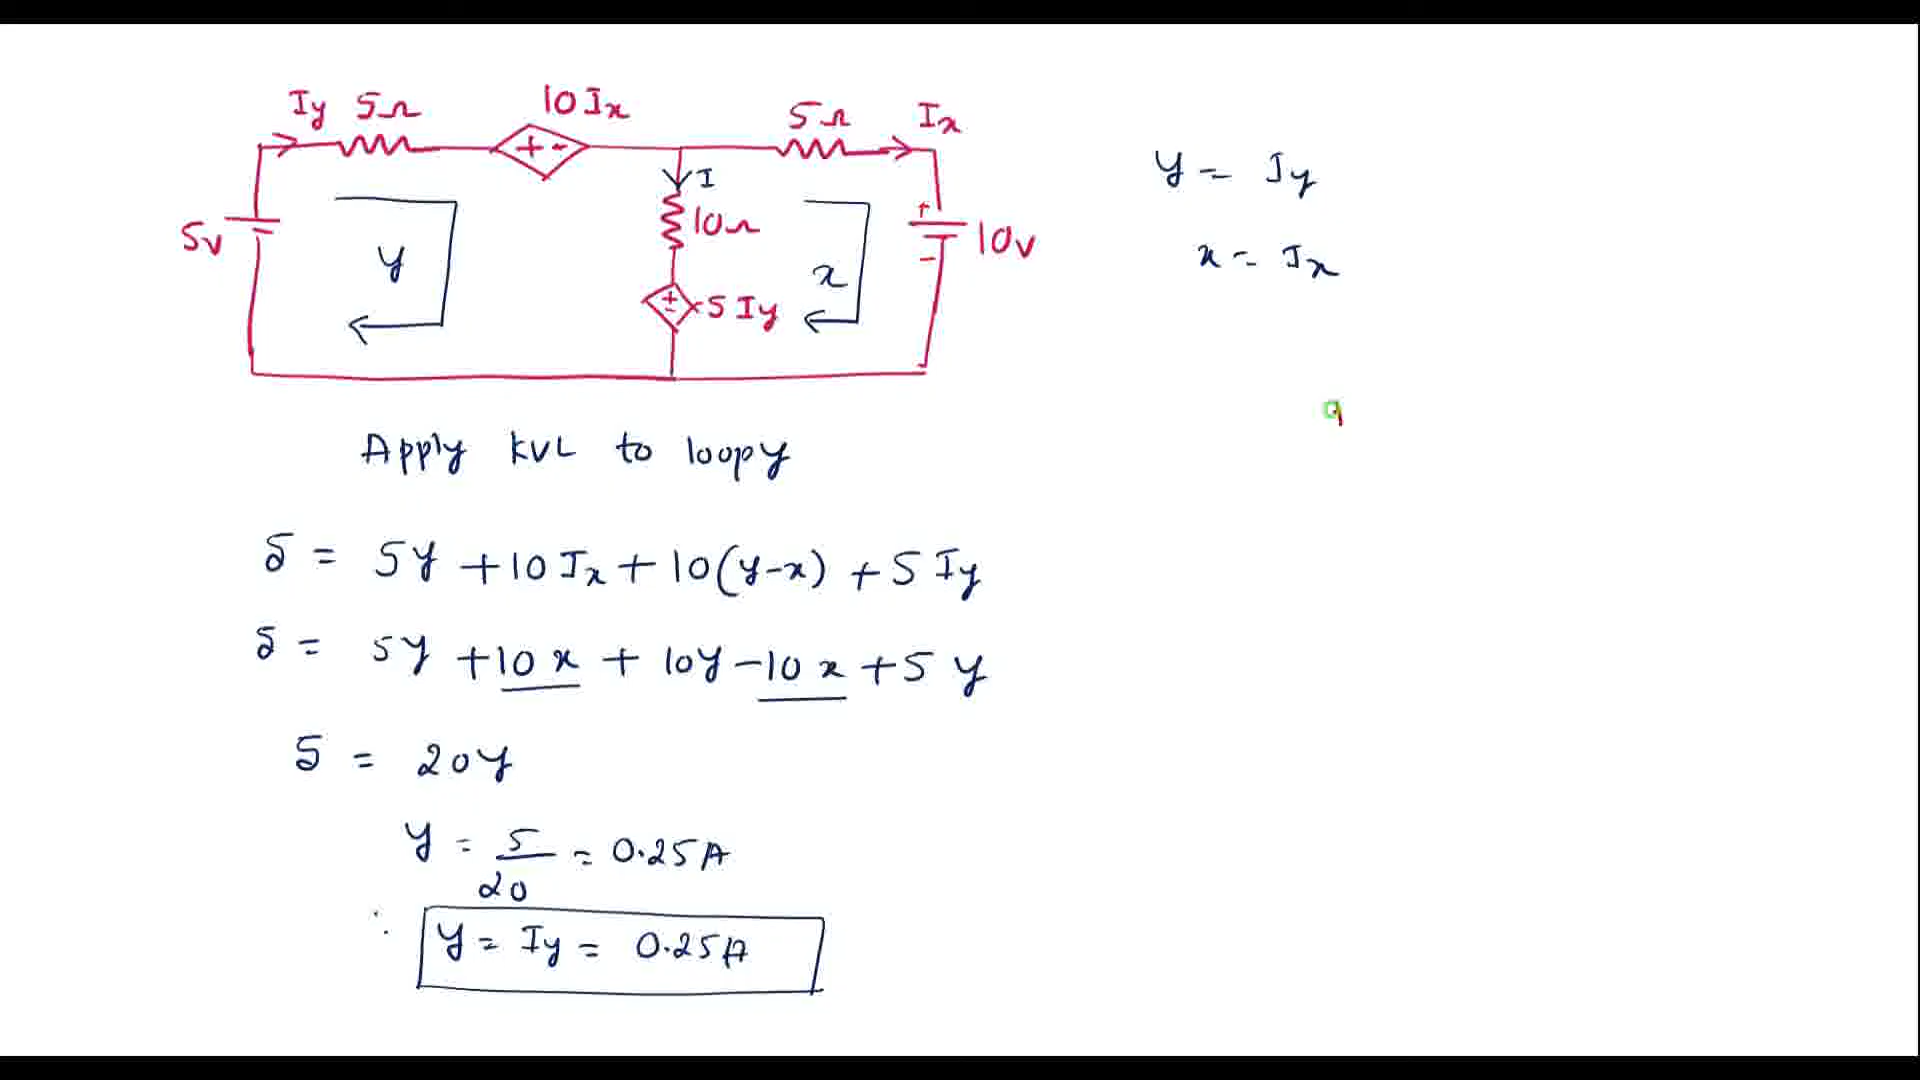 Iy 5Ω 10Ix 5Ω Ix
+ -
I
5v y 10Ω x + 10v -
+ - 5Iy
y = Iy
x = Ix
Apply KVL to loop y
5 = 5y + 10Ix + 10(y-x) + 5Iy
5 = 5y + 10x + 10y - 10x + 5y
5 = 20y
y = 5/20 = 0.25A
∴ y = Iy = 0.25A